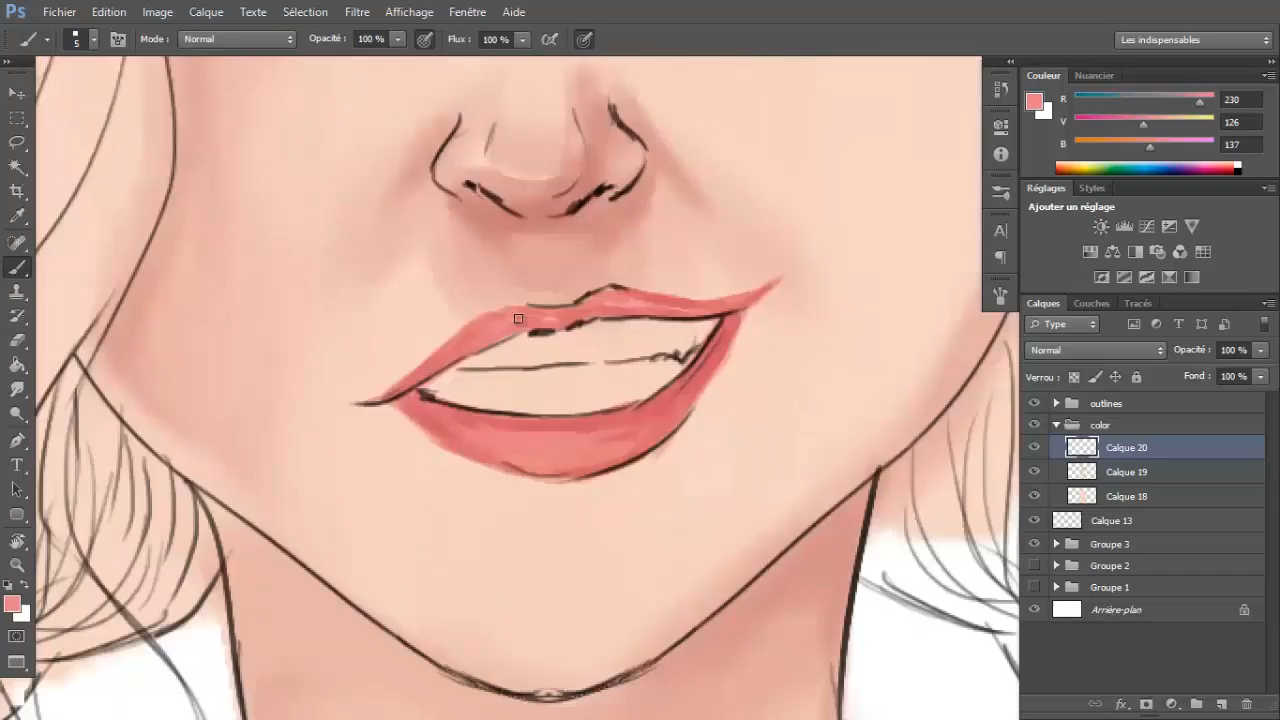 Ps Fichier Edition Image Calque Texte Sélection Filtre Affichage Fenêtre Aide
5 Mode : Normal Opacité : 100 % Flux : 100 % Les indispensables
Couleur Nuancier
R 230
V 126
B 137
Réglages Styles
Ajouter un réglage
Calques Couches Tracés
Type
Normal Opacité : 100 %
Verrou : Fond : 100 %
outlines
color
Calque 20
Calque 19
Calque 18
Calque 13
Groupe 3
Groupe 2
Groupe 1
Arrière-plan